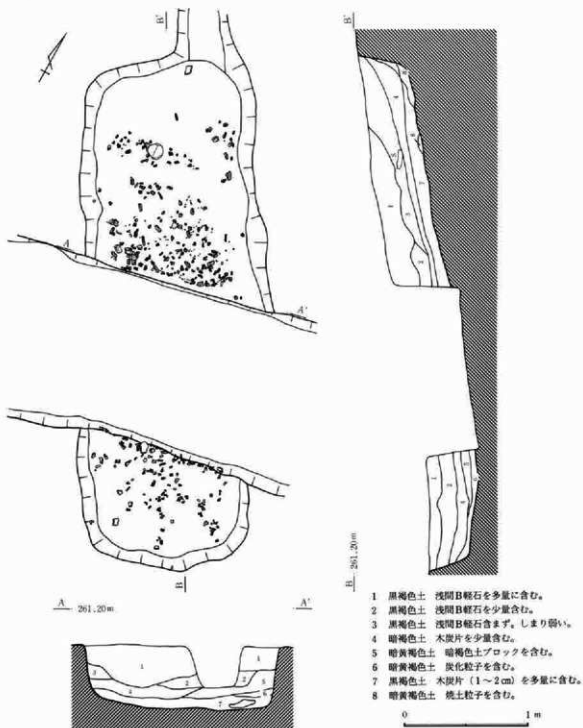 B'
B'
A
A'
B
B 261.20m
A 261.20m
A'
1 黒褐色土 浅間B軽石を多量に含む。
2 黒褐色土 浅間B軽石を少量含む。
3 黒褐色土 浅間B軽石含まず。しまり弱い。
4 暗褐色土 木炭片を少量含む。
5 暗黄褐色土 暗褐色土ブロックを含む。
6 暗黄褐色土 炭化粒子を含む。
7 黒褐色土 木炭片(1~2㎝)を多量に含む。
8 暗黄褐色土 焼土粒子を含む。
0 1m